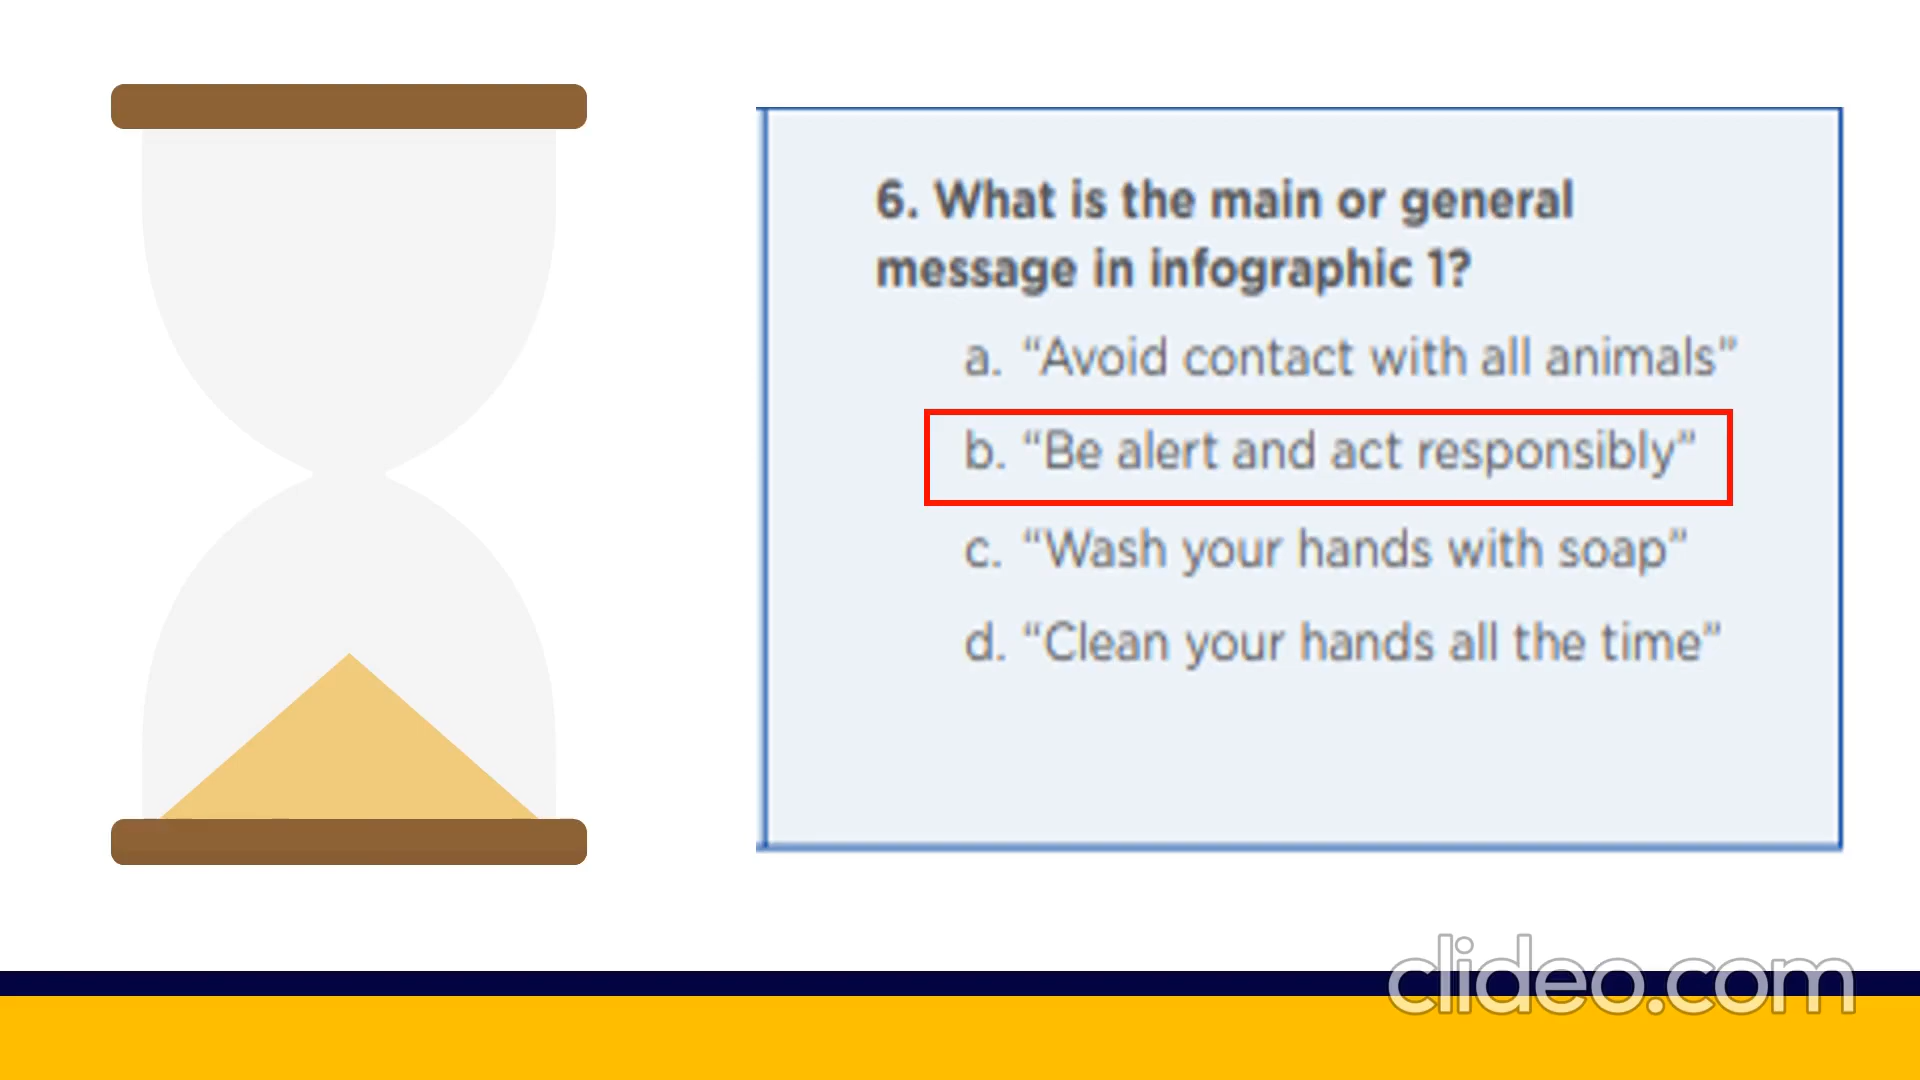 6. What is the main or general
message in infographic 1?
a. “Avoid contact with all animals”
b. “Be alert and act responsibly”
c. “Wash your hands with soap”
d. “Clean your hands all the time”
clideo.com